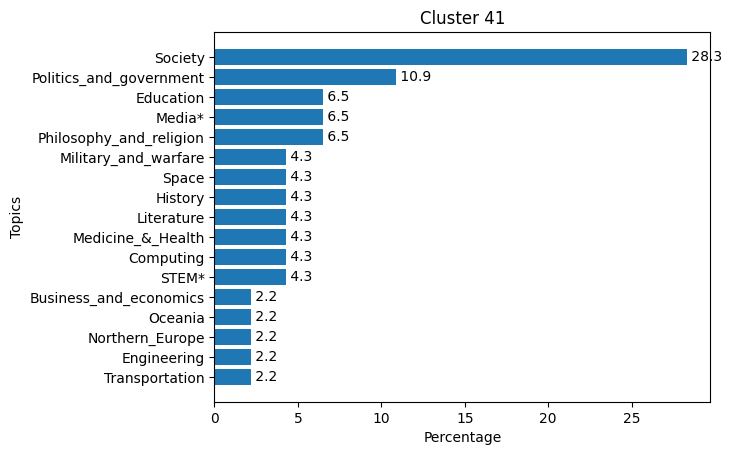 Cluster 41
Society 28.3
Politics_and_government 10.9
Education 6.5
Media* 6.5
Philosophy_and_religion 6.5
Military_and_warfare 4.3
Space 4.3
History 4.3
Literature 4.3
Medicine_&_Health 4.3
Computing 4.3
STEM* 4.3
Business_and_economics 2.2
Oceania 2.2
Northern_Europe 2.2
Engineering 2.2
Transportation 2.2
Topics
0 5 10 15 20 25
Percentage